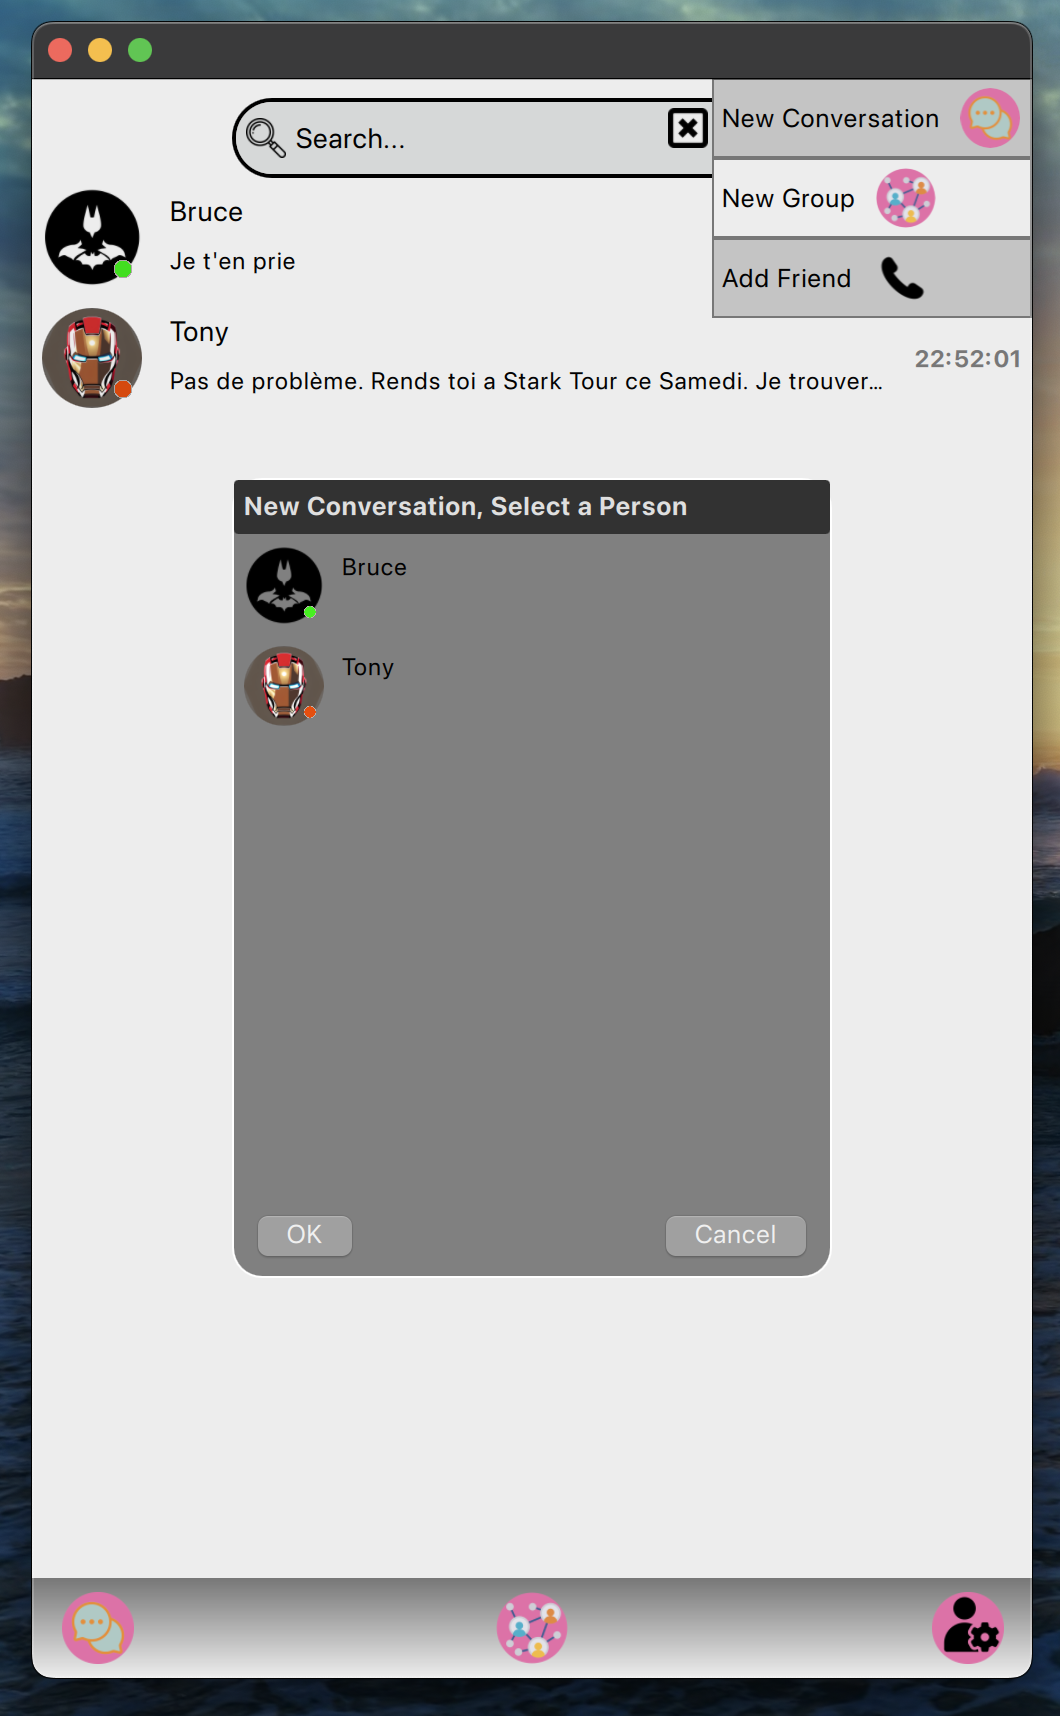 Search...
New Conversation
New Group
Add Friend
Bruce
Je t'en prie
Tony
Pas de problème. Rends toi a Stark Tour ce Samedi. Je trouver...
22:52:01
New Conversation, Select a Person
Bruce
Tony
OK
Cancel